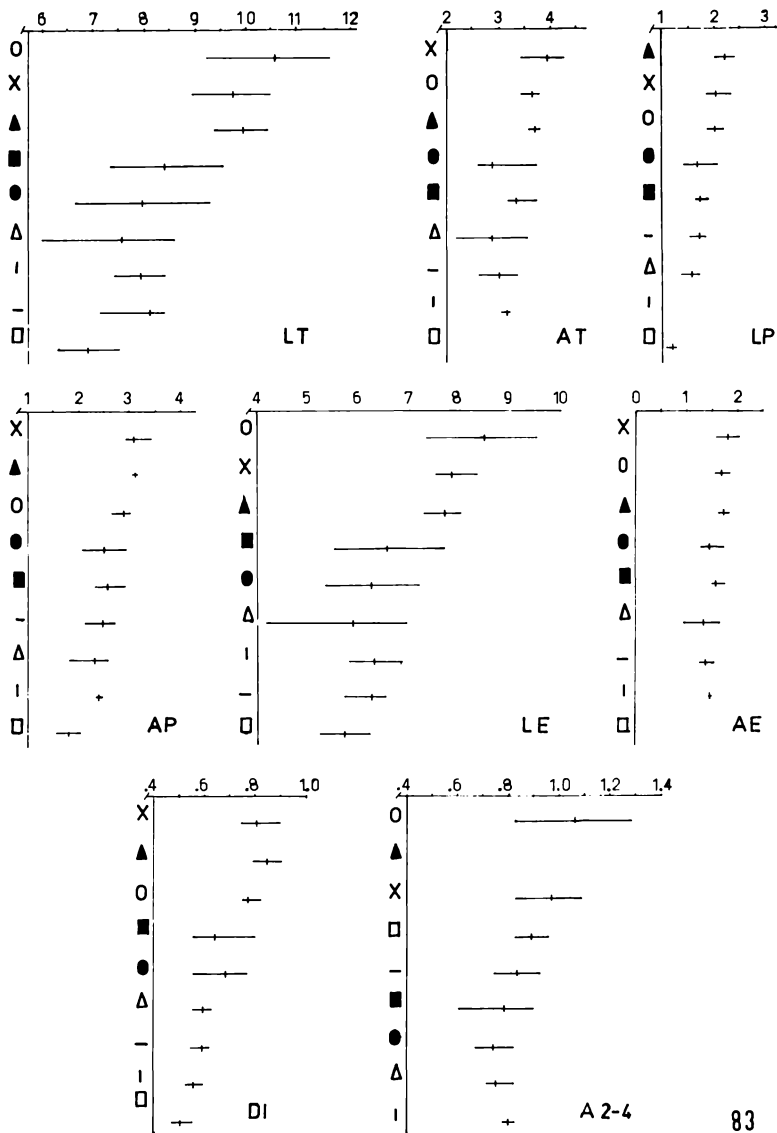 6 7 8 9 10 11 12
O
X
▲
■
●
Δ
I
–
□
LT
2 3 4
X
O
▲
●
■
Δ
–
I
□
AT
1 2 3
▲
X
O
●
■
–
Δ
I
□
LP
1 2 3 4
X
▲
O
●
■
–
Δ
I
□
AP
4 5 6 7 8 9 10
O
X
▲
■
●
Δ
I
–
□
LE
0 1 2
X
O
▲
●
■
Δ
–
I
□
AE
.4 .6 .8 1.0
X
▲
O
■
●
Δ
–
I
□
DI
.4 .6 .8 1.0 1.2 1.4
O
▲
X
□
–
■
●
Δ
I
A 2-4
83